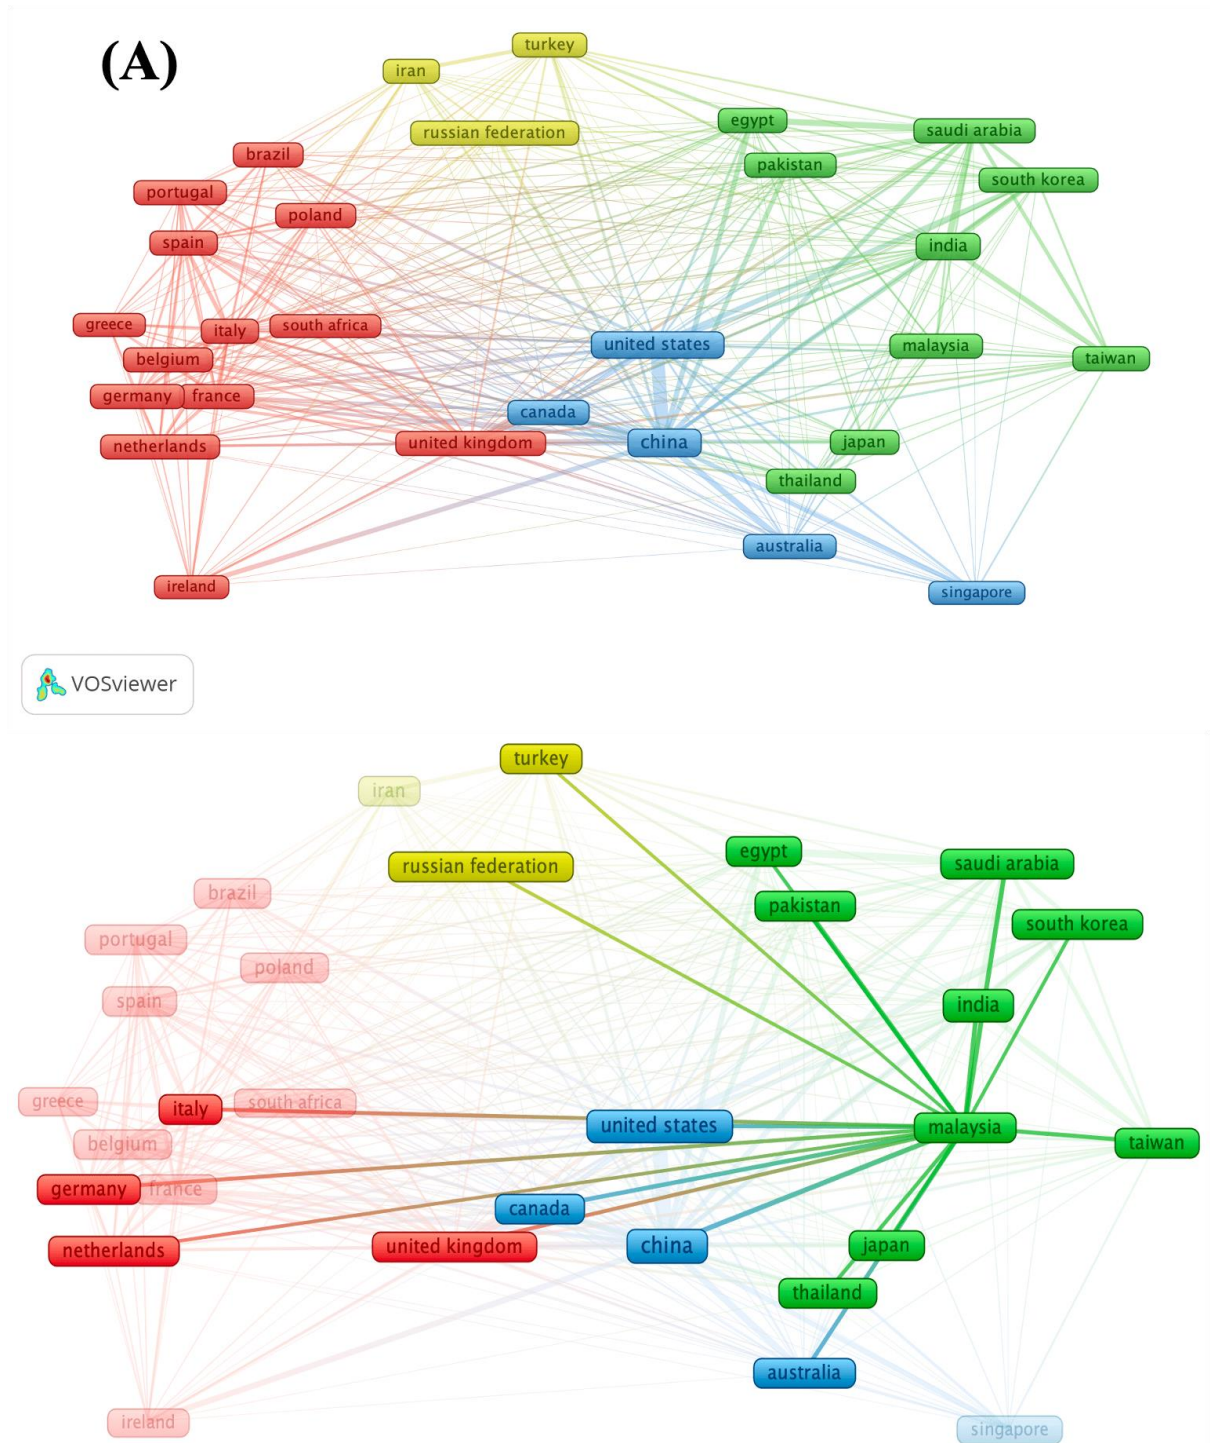 (A)
turkey
iran
russian federation
egypt
saudi arabia
brazil
pakistan
south korea
portugal
poland
spain
india
greece
italy
south africa
united states
malaysia
taiwan
belgium
germany
france
canada
netherlands
united kingdom
china
japan
thailand
australia
ireland
singapore
VOSviewer
turkey
iran
egypt
saudi arabia
russian federation
brazil
pakistan
south korea
portugal
poland
spain
india
greece
italy
south africa
united states
malaysia
taiwan
belgium
germany
france
canada
netherlands
united kingdom
china
japan
thailand
australia
ireland
singapore